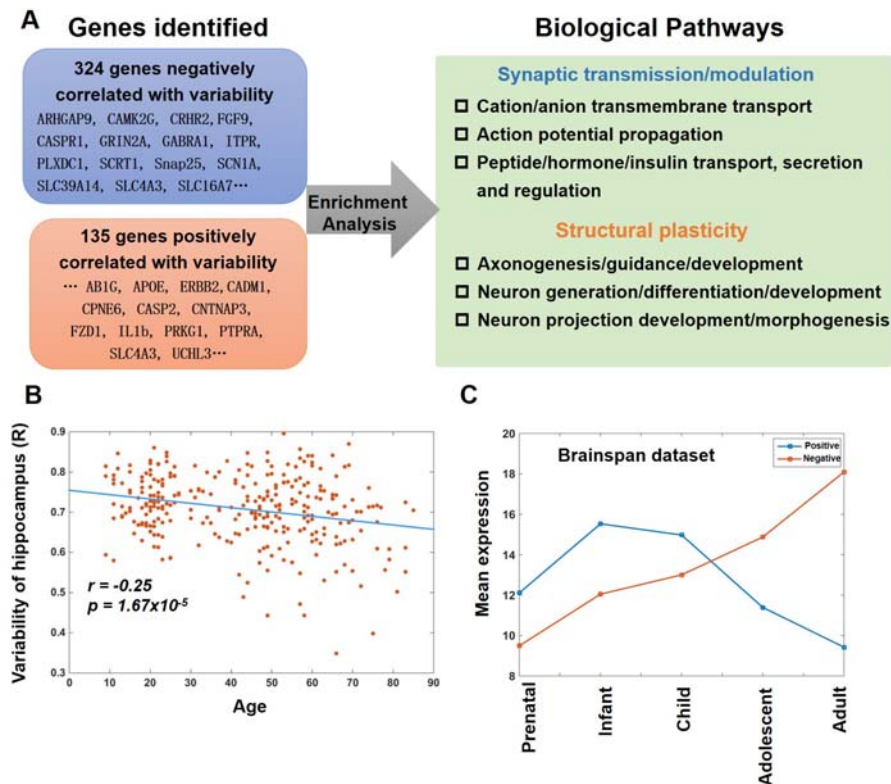 A
Genes identified
324 genes negatively
correlated with variability
ARHGAP9, CAMK2G, CRHR2,FGF9,
CASPR1, GRIN2A, GABRA1, ITPR,
PLXDC1, SCRT1, Snap25, SCN1A,
SLC39A14, SLC4A3, SLC16A7…
135 genes positively
correlated with variability
… AB1G, APOE, ERBB2,CADM1,
CPNE6, CASP2, CNTNAP3,
FZD1, IL1b, PRKG1, PTPRA,
SLC4A3, UCHL3…
Enrichment
Analysis
Biological Pathways
Synaptic transmission/modulation
Cation/anion transmembrane transport
Action potential propagation
Peptide/hormone/insulin transport, secretion
and regulation
Structural plasticity
Axonogenesis/guidance/development
Neuron generation/differentiation/development
Neuron projection development/morphogenesis
B
Variability of hippocampus (R)
0.9
0.8
0.7
0.6
0.5
0.4
0.3
r = -0.25
p = 1.67x10-5
0 10 20 30 40 50 60 70 80 90
Age
C
Mean expression
20
18
16
14
12
10
8
Brainspan dataset
Positive
Negative
Prenatal
Infant
Child
Adolescent
Adult